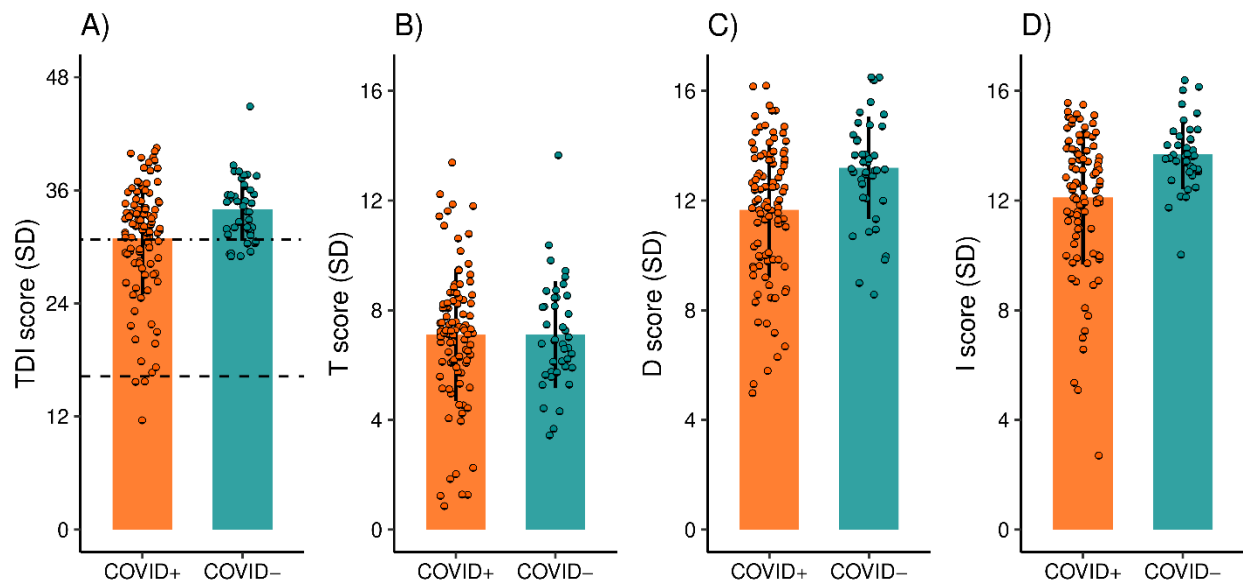 A)
TDI score (SD)
48
36
24
12
0
COVID+ COVID−
B)
T score (SD)
16
12
8
4
0
COVID+ COVID−
C)
D score (SD)
16
12
8
4
0
COVID+ COVID−
D)
I score (SD)
16
12
8
4
0
COVID+ COVID−